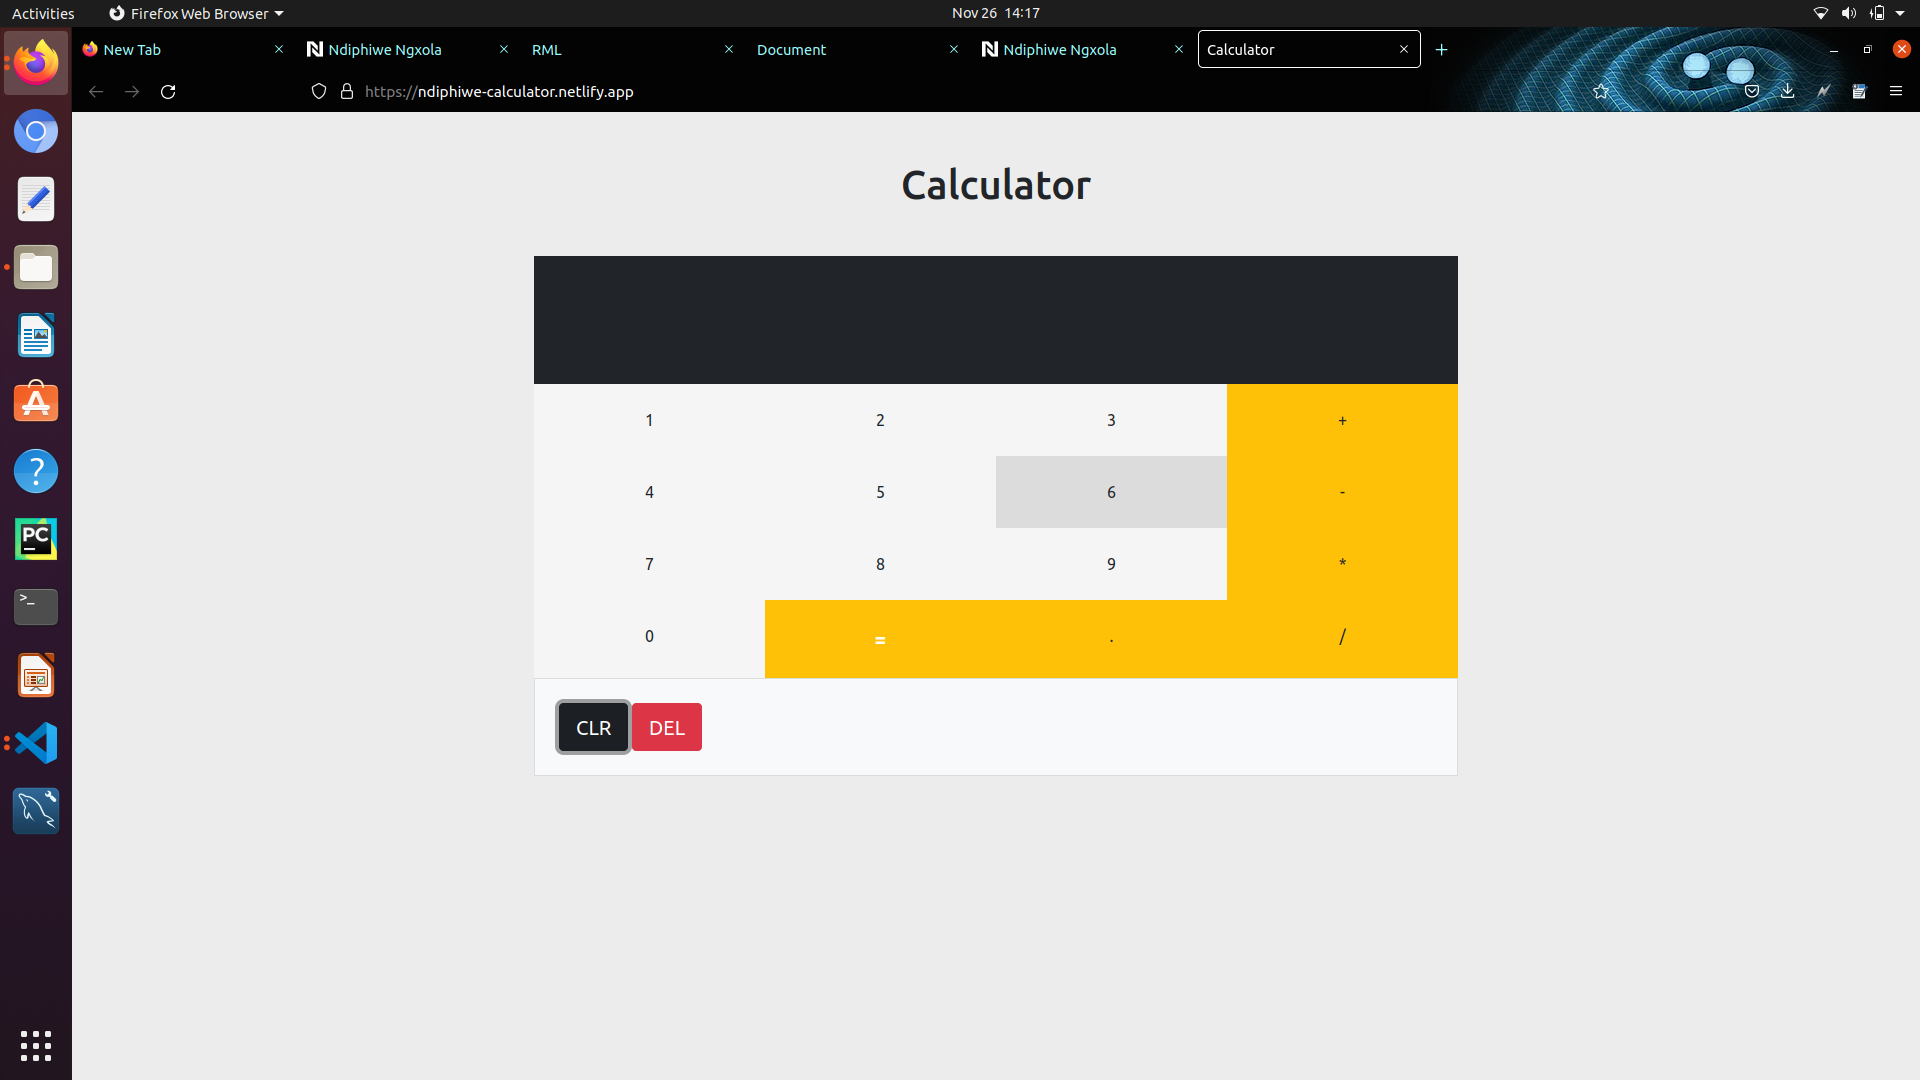 Activities Firefox Web Browser Nov 26 14:17
New Tab Ndiphiwe Ngxola RML Document Ndiphiwe Ngxola Calculator
https://ndiphiwe-calculator.netlify.app
Calculator
1 2 3 +
4 5 6 -
7 8 9 *
0 = . /
CLR DEL
PC
>_